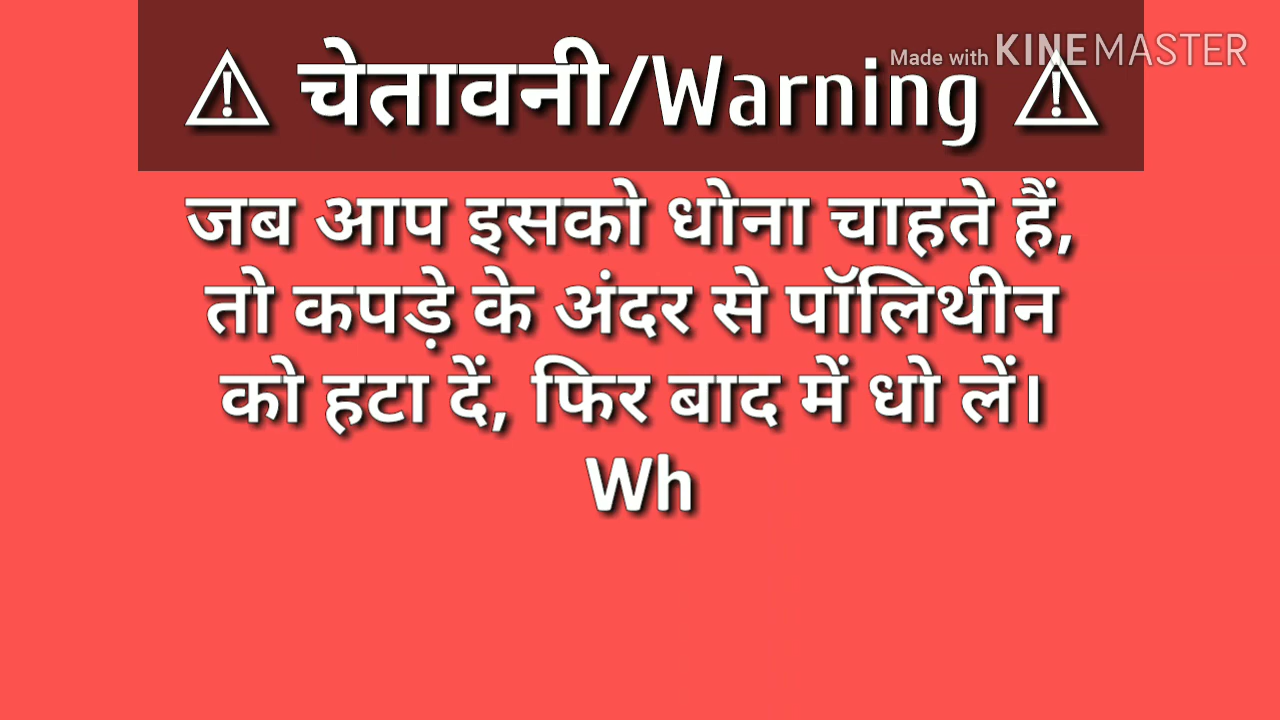 Made with KINEMASTER
⚠ चेतावनी/Warning ⚠
जब आप इसको धोना चाहते हैं,
तो कपड़े के अंदर से पॉलिथीन
को हटा दें, फिर बाद में धो लें।
Wh